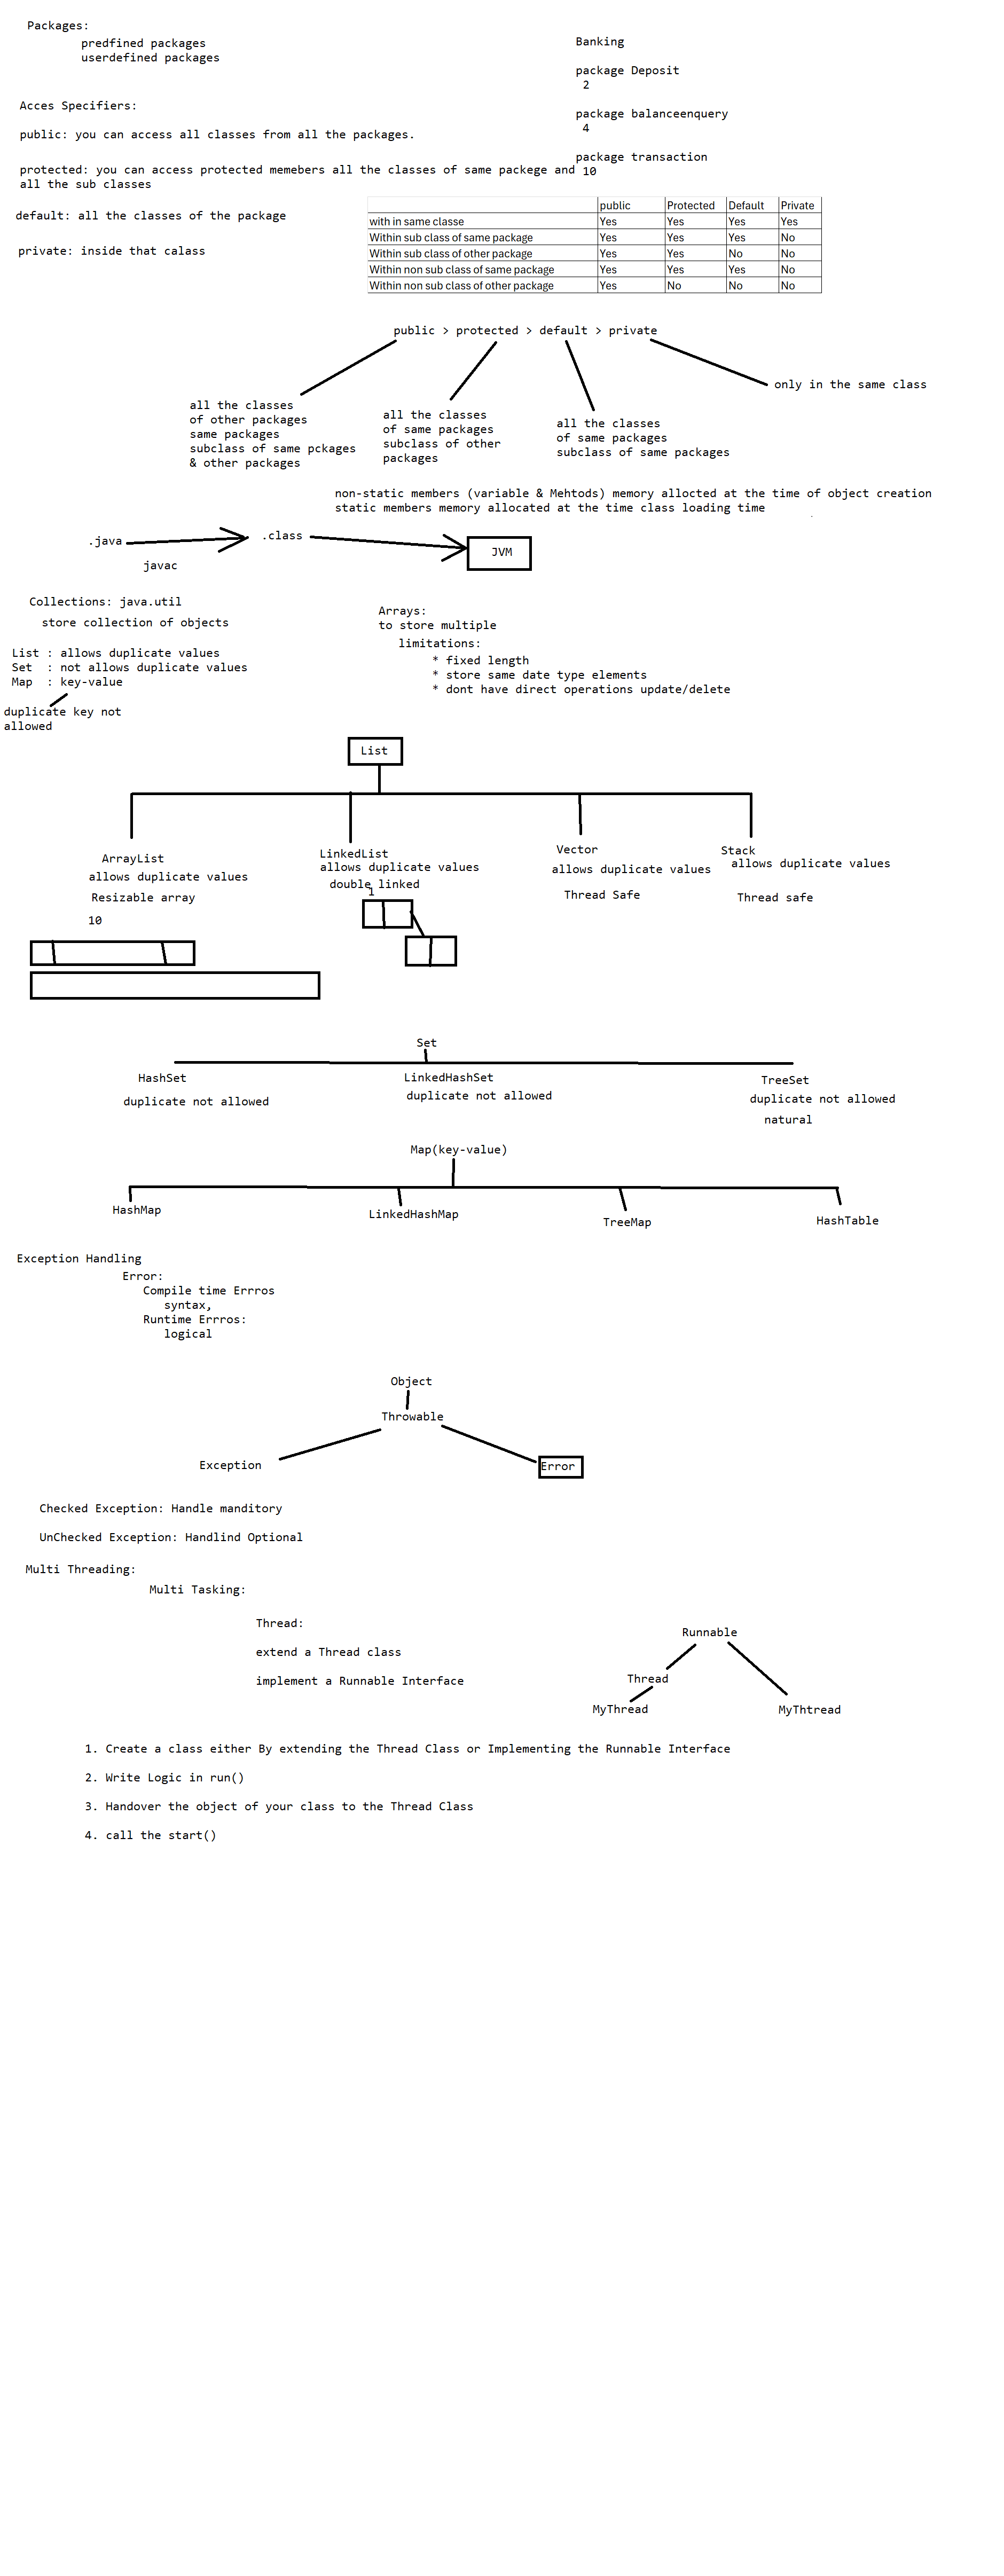 Packages:
predfined packages
userdefined packages
Banking
package Deposit
2
package balanceenquery
4
package transaction
10
Acces Specifiers:
public: you can access all classes from all the packages.
protected: you can access protected memebers all the classes of same packege and
all the sub classes
default: all the classes of the package
private: inside that calass
public Protected Default Private
with in same classe Yes Yes Yes Yes
Within sub class of same package Yes Yes Yes No
Within sub class of other package Yes Yes No No
Within non sub class of same package Yes Yes Yes No
Within non sub class of other package Yes No No No
public > protected > default > private
all the classes
of other packages
same packages
subclass of same pckages
& other packages
all the classes
of same packages
subclass of other
packages
all the classes
of same packages
subclass of same packages
only in the same class
non-static members (variable & Mehtods) memory allocted at the time of object creation
static members memory allocated at the time class loading time
.java
javac
.class
JVM
Collections: java.util
store collection of objects
List : allows duplicate values
Set : not allows duplicate values
Map : key-value
duplicate key not
allowed
Arrays:
to store multiple
limitations:
* fixed length
* store same date type elements
* dont have direct operations update/delete
List
ArrayList
allows duplicate values
Resizable array
10
LinkedList
allows duplicate values
double linked
1
Vector
allows duplicate values
Thread Safe
Stack
allows duplicate values
Thread safe
Set
HashSet
duplicate not allowed
LinkedHashSet
duplicate not allowed
TreeSet
duplicate not allowed
natural
Map(key-value)
HashMap
LinkedHashMap
TreeMap
HashTable
Exception Handling
Error:
Compile time Errros
syntax,
Runtime Errros:
logical
Object
Throwable
Exception
Error
Checked Exception: Handle manditory
UnChecked Exception: Handlind Optional
Multi Threading:
Multi Tasking:
Thread:
extend a Thread class
implement a Runnable Interface
Runnable
Thread
MyThread
MyThtread
1. Create a class either By extending the Thread Class or Implementing the Runnable Interface
2. Write Logic in run()
3. Handover the object of your class to the Thread Class
4. call the start()